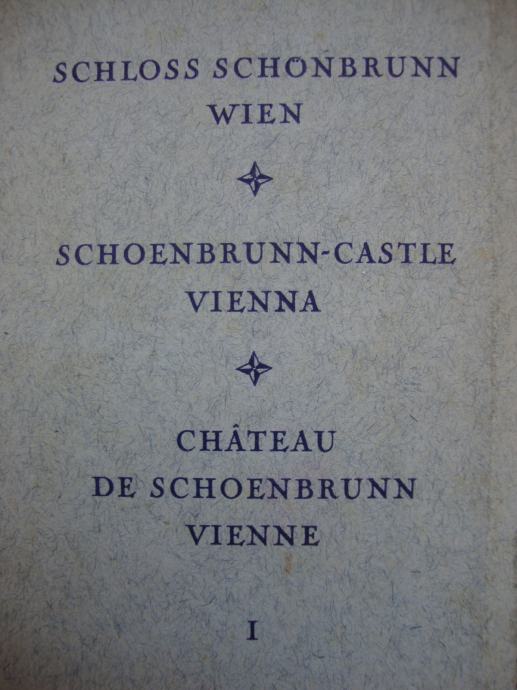 SCHLOSS SCHÖNBRUNN
WIEN
SCHOENBRUNN-CASTLE
VIENNA
CHÂTEAU
DE SCHOENBRUNN
VIENNE
I